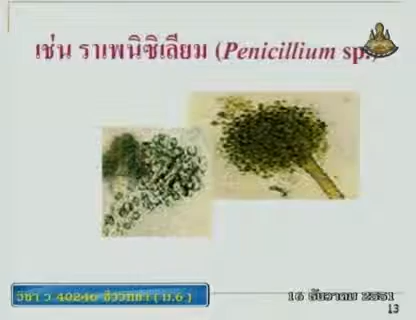 เช่น ราเพนิซิเลียม (Penicillium sp.)
วิชา ว 40246 ชีววิทยา ( ม.6 )
16 ธันวาคม 2551
13